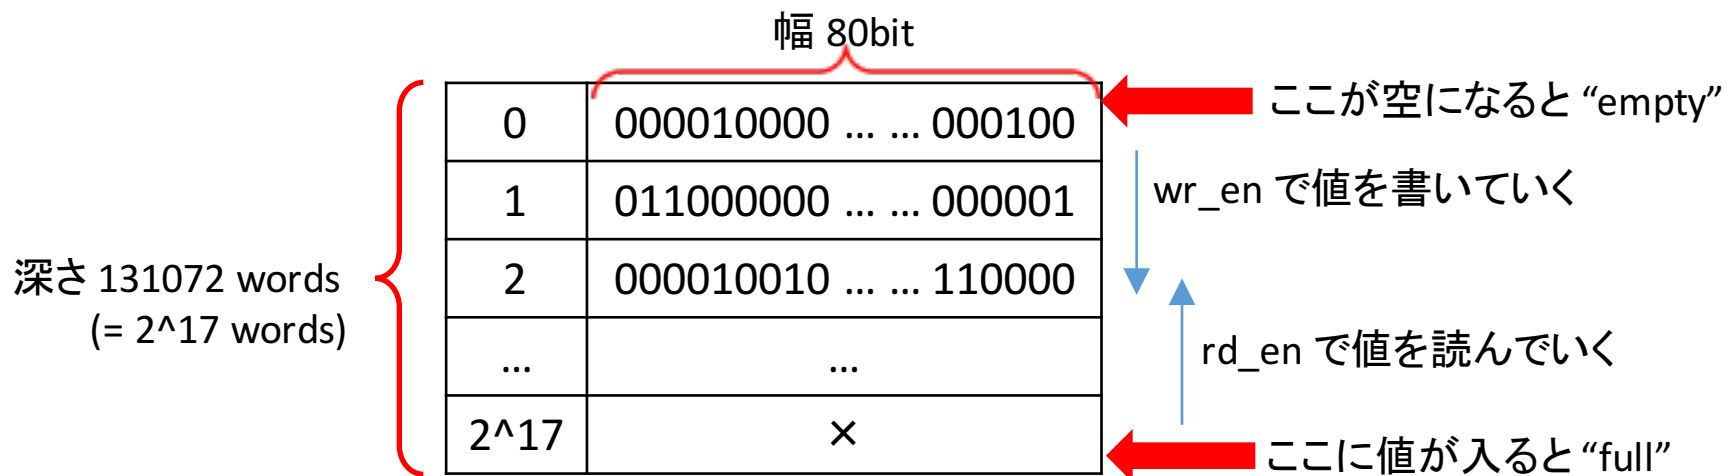 幅 80bit
0 000010000 ... ... 000100
ここが空になると “empty”
1 011000000 ... ... 000001
wr_en で値を書いていく
深さ 131072 words
(= 2^17 words)
2 000010010 ... ... 110000
... ...
rd_en で値を読んでいく
2^17 ×
ここに値が入ると“full”